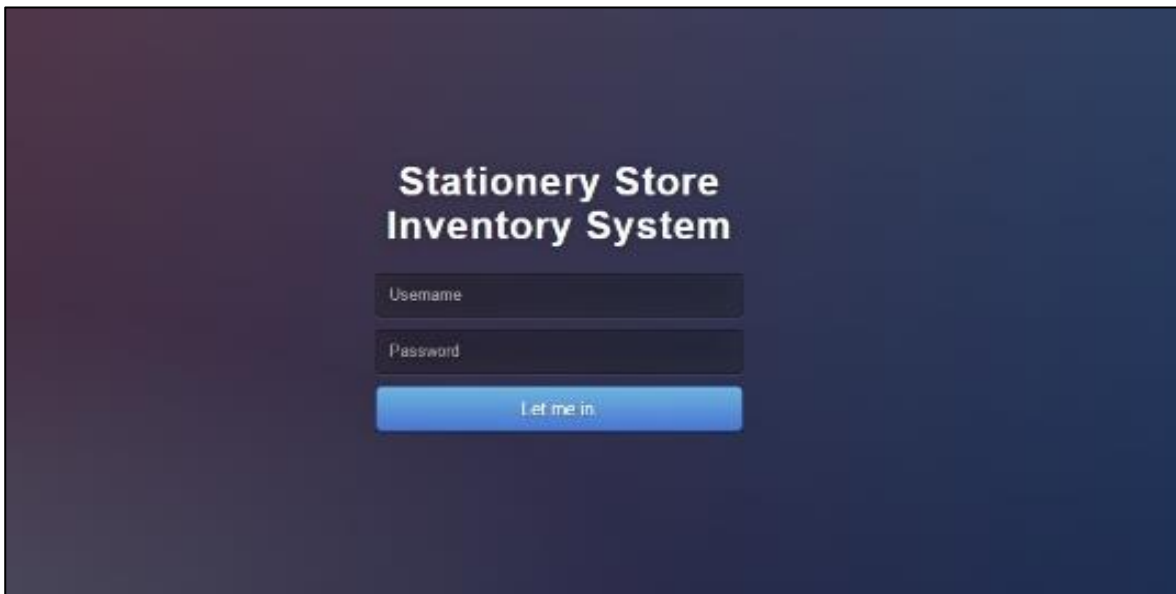 Stationery Store
Inventory System
Username
Password
Let me in.